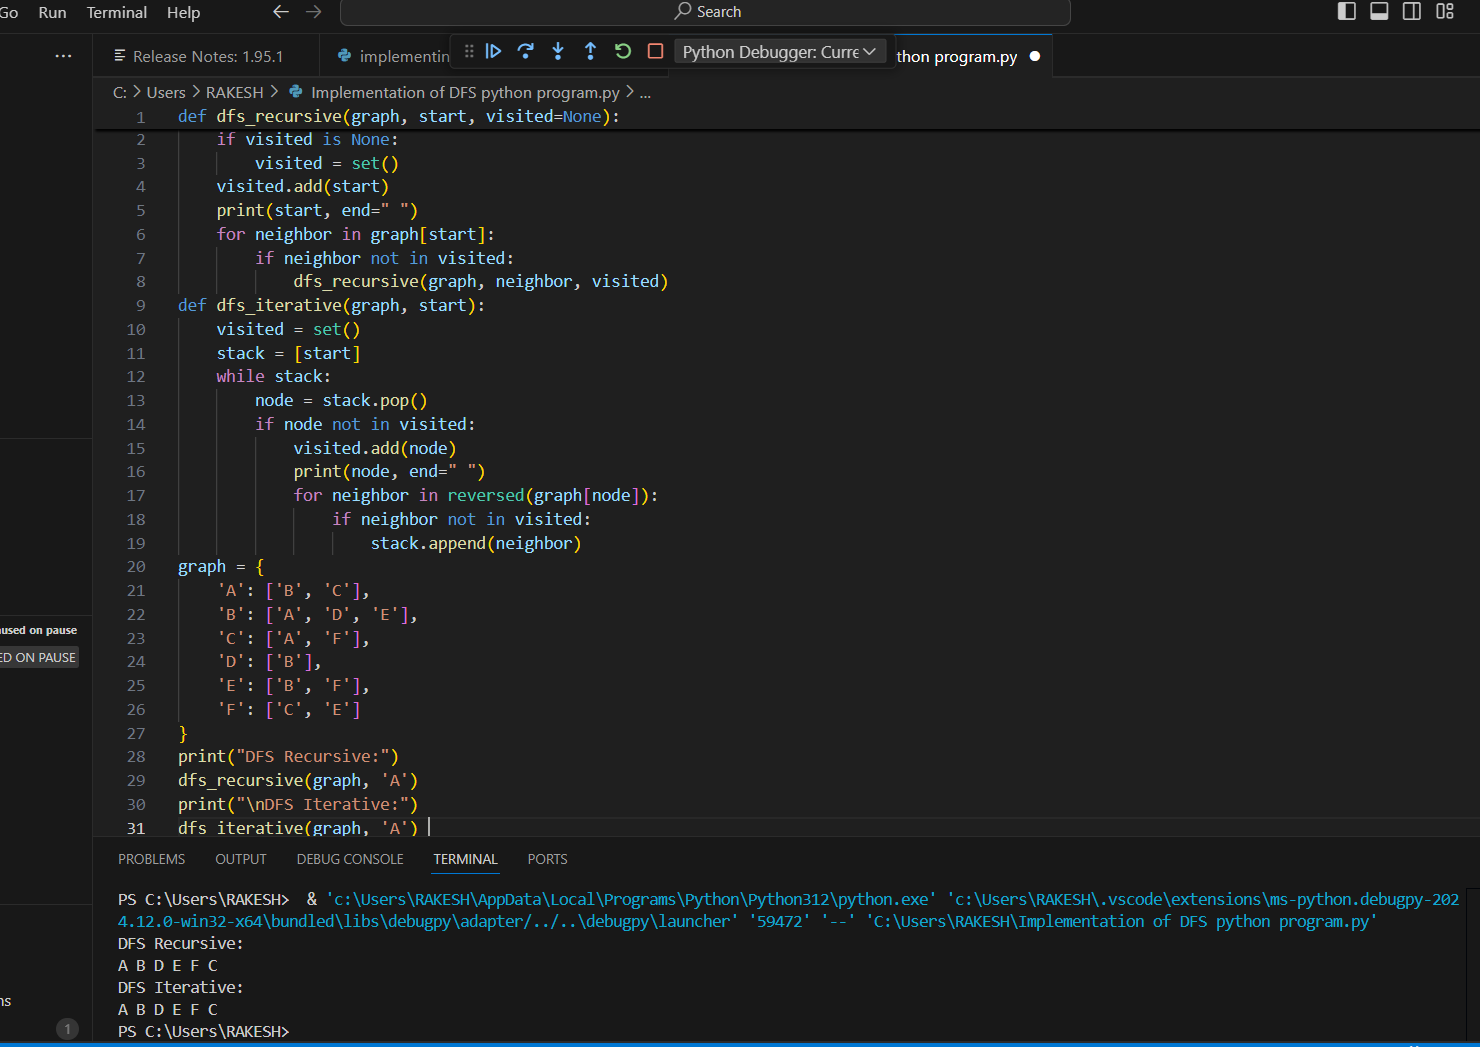 Go Run Terminal Help Search
Release Notes: 1.95.1 implementin Python Debugger: Curre thon program.py
C: > Users > RAKESH > Implementation of DFS python program.py > ...
1 def dfs_recursive(graph, start, visited=None):
2 if visited is None:
3 visited = set()
4 visited.add(start)
5 print(start, end=" ")
6 for neighbor in graph[start]:
7 if neighbor not in visited:
8 dfs_recursive(graph, neighbor, visited)
9 def dfs_iterative(graph, start):
10 visited = set()
11 stack = [start]
12 while stack:
13 node = stack.pop()
14 if node not in visited:
15 visited.add(node)
16 print(node, end=" ")
17 for neighbor in reversed(graph[node]):
18 if neighbor not in visited:
19 stack.append(neighbor)
20 graph = {
21 'A': ['B', 'C'],
22 'B': ['A', 'D', 'E'],
23 'C': ['A', 'F'],
24 'D': ['B'],
25 'E': ['B', 'F'],
26 'F': ['C', 'E']
27 }
28 print("DFS Recursive:")
29 dfs_recursive(graph, 'A')
30 print("\nDFS Iterative:")
31 dfs_iterative(graph, 'A')
used on pause
ED ON PAUSE
PROBLEMS OUTPUT DEBUG CONSOLE TERMINAL PORTS
PS C:\Users\RAKESH> & 'c:\Users\RAKESH\AppData\Local\Programs\Python\Python312\python.exe' 'c:\Users\RAKESH\.vscode\extensions\ms-python.debugpy-202
4.12.0-win32-x64\bundled\libs\debugpy\adapter/../..\debugpy\launcher' '59472' '--' 'C:\Users\RAKESH\Implementation of DFS python program.py'
DFS Recursive:
A B D E F C
DFS Iterative:
A B D E F C
PS C:\Users\RAKESH>
ns
1